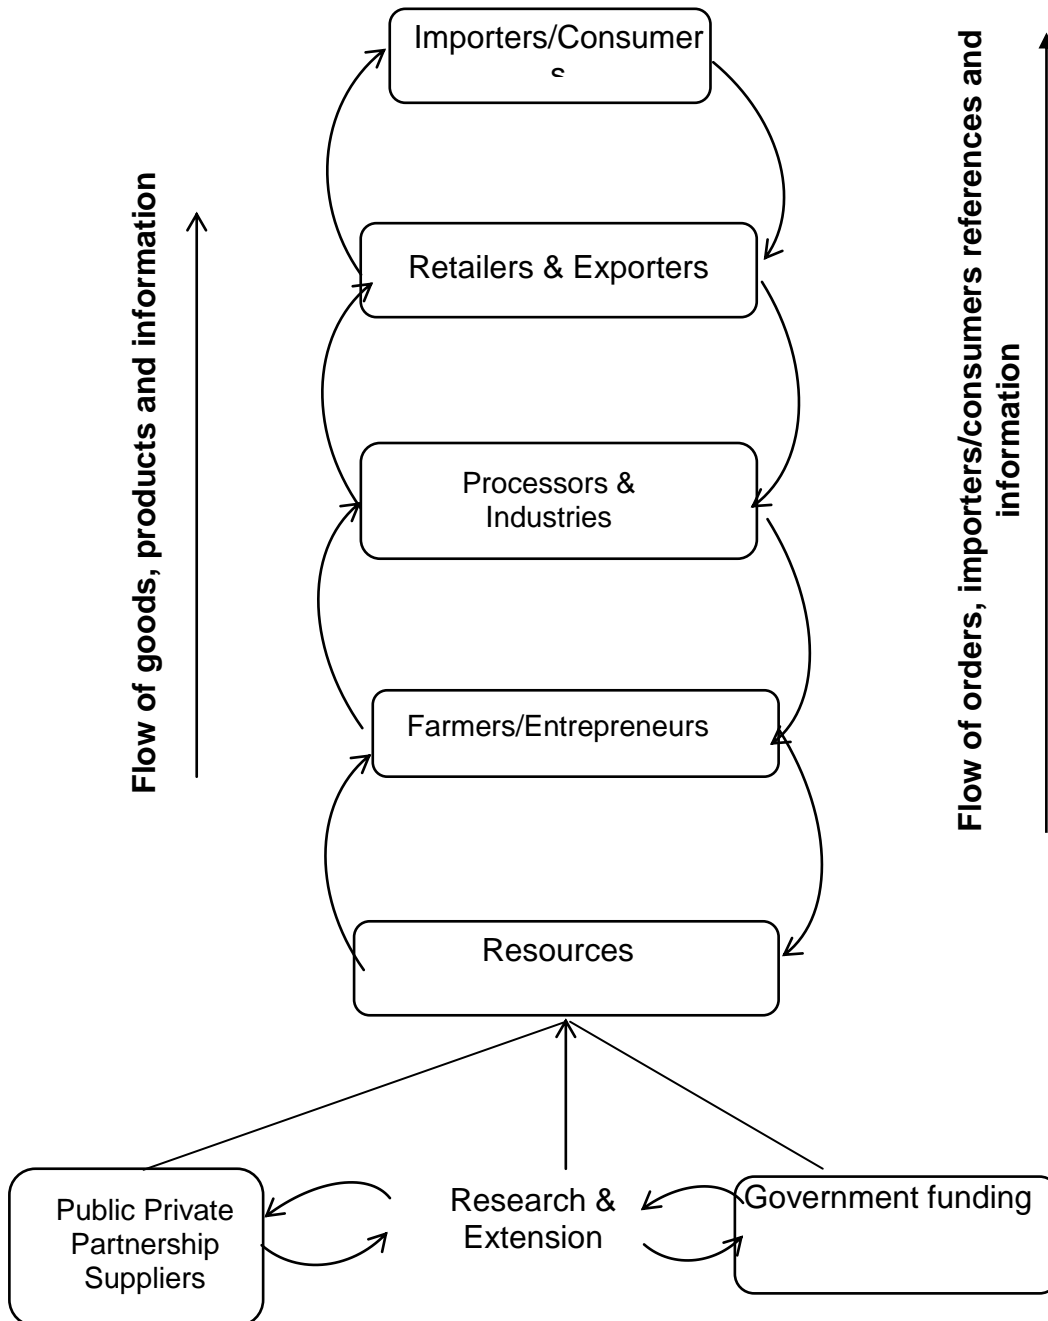 Importers/Consumer
s
Retailers & Exporters
Processors &
Industries
Farmers/Entrepreneurs
Resources
Public Private
Partnership
Suppliers
Research &
Extension
Government funding
Flow of goods, products and information
Flow of orders, importers/consumers references and
information